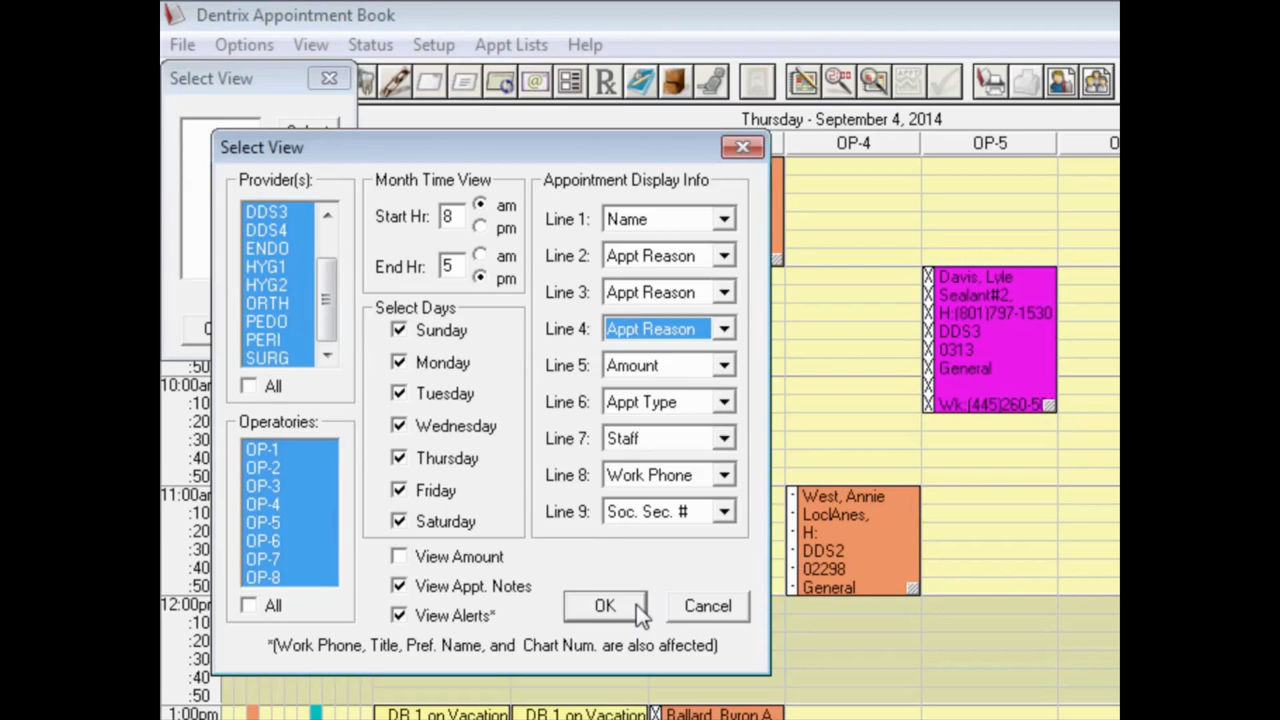 Dentrix Appointment Book
File Options View Status Setup Appt Lists Help
Select View
Thursday - September 4, 2014
OP-4 OP-5
Select View
Provider(s):
DDS3
DDS4
ENDO
HYG1
HYG2
ORTH
PEDO
PERI
SURG
All
Operatories:
OP-1
OP-2
OP-3
OP-4
OP-5
OP-6
OP-7
OP-8
All
Month Time View
Start Hr: 8 am
pm
End Hr: 5 am
pm
Select Days
Sunday
Monday
Tuesday
Wednesday
Thursday
Friday
Saturday
View Amount
View Appt. Notes
View Alerts*
Appointment Display Info
Line 1: Name
Line 2: Appt Reason
Line 3: Appt Reason
Line 4: Appt Reason
Line 5: Amount
Line 6: Appt Type
Line 7: Staff
Line 8: Work Phone
Line 9: Soc. Sec. #
OK Cancel
*(Work Phone, Title, Pref. Name, and Chart Num. are also affected)
:50
10:00am
:10
:20
:30
:40
:50
11:00am
:10
:20
:30
:40
:50
12:00pm
:10
:20
:30
:40
:50
1:00pm
Davis, Lyle
Sealant#2,
H:(801)797-1530
DDS3
0313
General
Wk:(445)260-50
West, Annie
LoclAnes,
H:
DDS2
02298
General
DR 1 on Vacation DR 1 on Vacation Ballard, Byron A